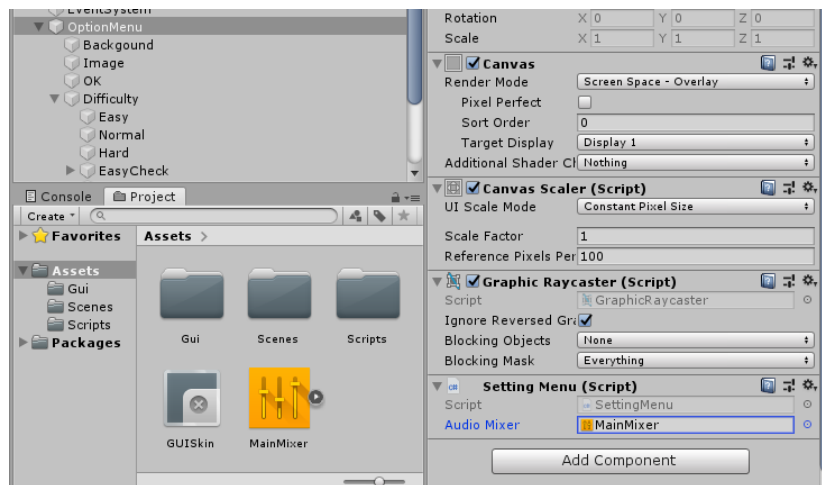 EventSystem
OptionMenu
Backgound
Image
OK
Difficulty
Easy
Normal
Hard
EasyCheck
Console
Project
Create
Favorites
Assets
Gui
Scenes
Scripts
Packages
Assets >
Gui
Scenes
Scripts
GUISkin
MainMixer
Rotation X 0 Y 0 Z 0
Scale X 1 Y 1 Z 1
Canvas
Render Mode Screen Space - Overlay
Pixel Perfect
Sort Order 0
Target Display Display 1
Additional Shader Ch Nothing
Canvas Scaler (Script)
UI Scale Mode Constant Pixel Size
Scale Factor 1
Reference Pixels Per 100
Graphic Raycaster (Script)
Script GraphicRaycaster
Ignore Reversed Gra
Blocking Objects None
Blocking Mask Everything
Setting Menu (Script)
Script SettingMenu
Audio Mixer MainMixer
Add Component